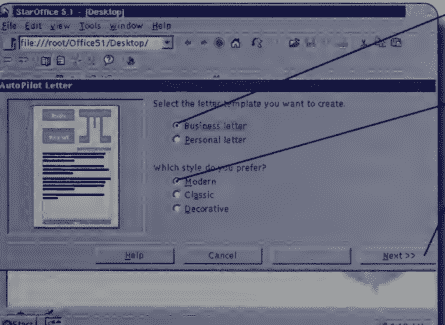 StarOffice 5.1 - [Desktop]
File Edit View Tools Window Help
file:///root/Office51/Desktop/
AutoPilot Letter
Select the letter template you want to create.
Business letter
Personal letter
Which style do you prefer?
Modern
Classic
Decorative
Help Cancel Next >>
Start